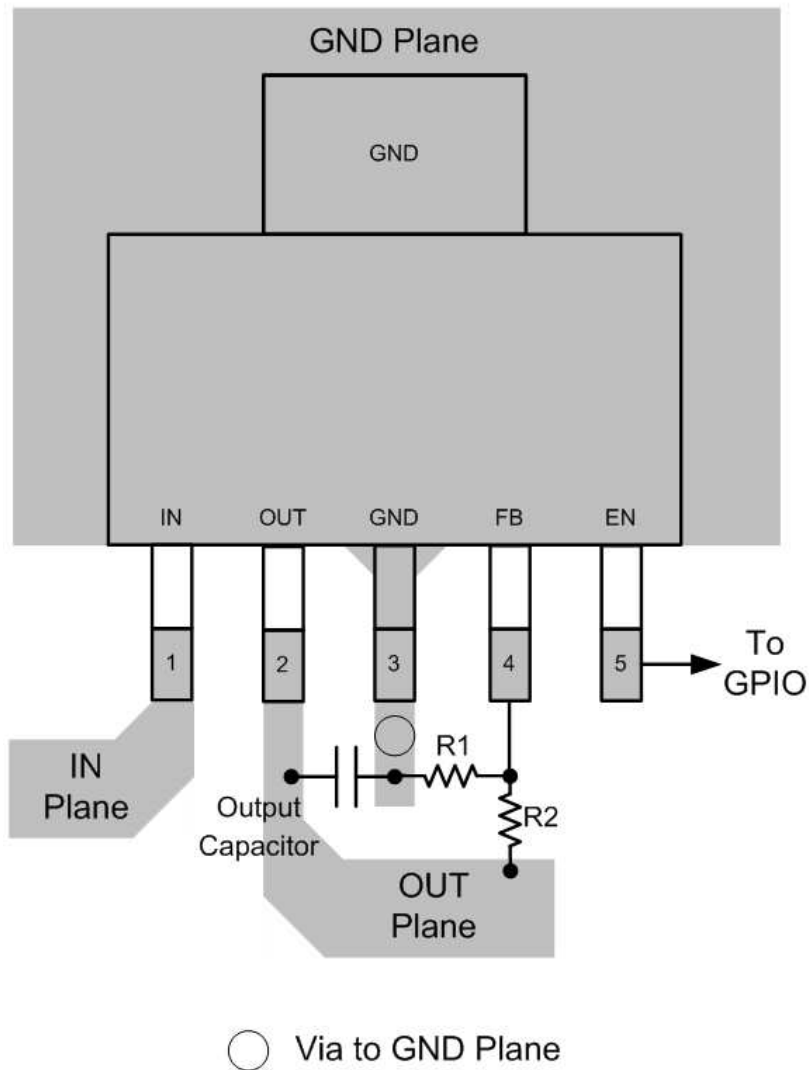 GND Plane
GND
IN OUT GND FB EN
1 2 3 4 5
To
GPIO
R1
IN
Plane
Output
Capacitor
R2
OUT
Plane
Via to GND Plane